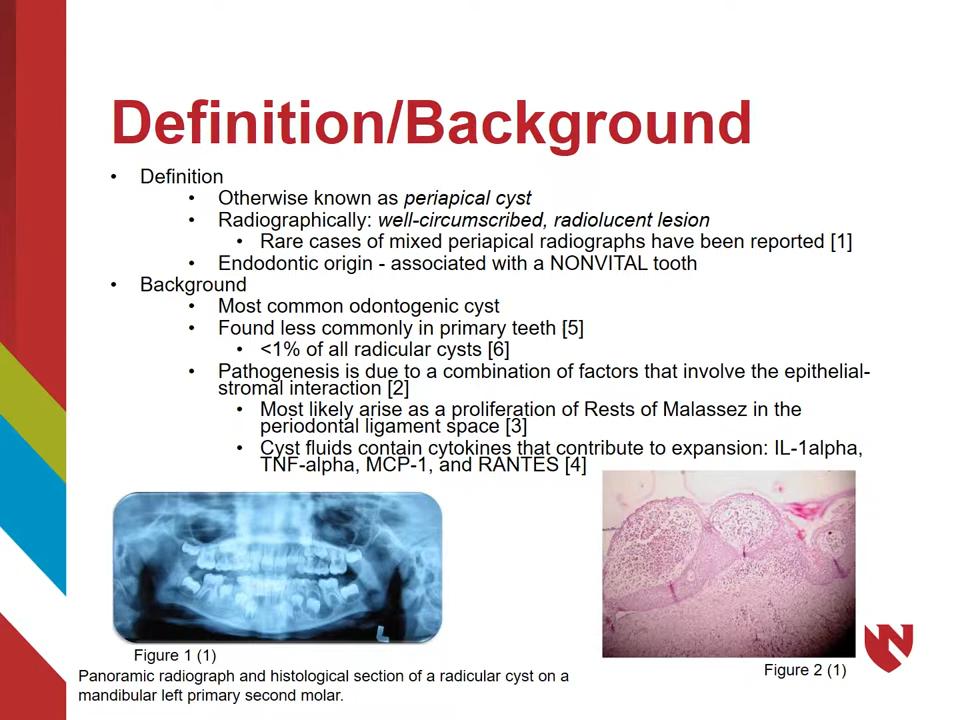 Definition/Background
• Definition
• Otherwise known as periapical cyst
• Radiographically: well-circumscribed, radiolucent lesion
• Rare cases of mixed periapical radiographs have been reported [1]
• Endodontic origin - associated with a NONVITAL tooth
• Background
• Most common odontogenic cyst
• Found less commonly in primary teeth [5]
• <1% of all radicular cysts [6]
• Pathogenesis is due to a combination of factors that involve the epithelial-
stromal interaction [2]
• Most likely arise as a proliferation of Rests of Malassez in the
periodontal ligament space [3]
• Cyst fluids contain cytokines that contribute to expansion: IL-1alpha,
TNF-alpha, MCP-1, and RANTES [4]
L
Figure 1 (1)
Panoramic radiograph and histological section of a radicular cyst on a
mandibular left primary second molar.
N
Figure 2 (1)